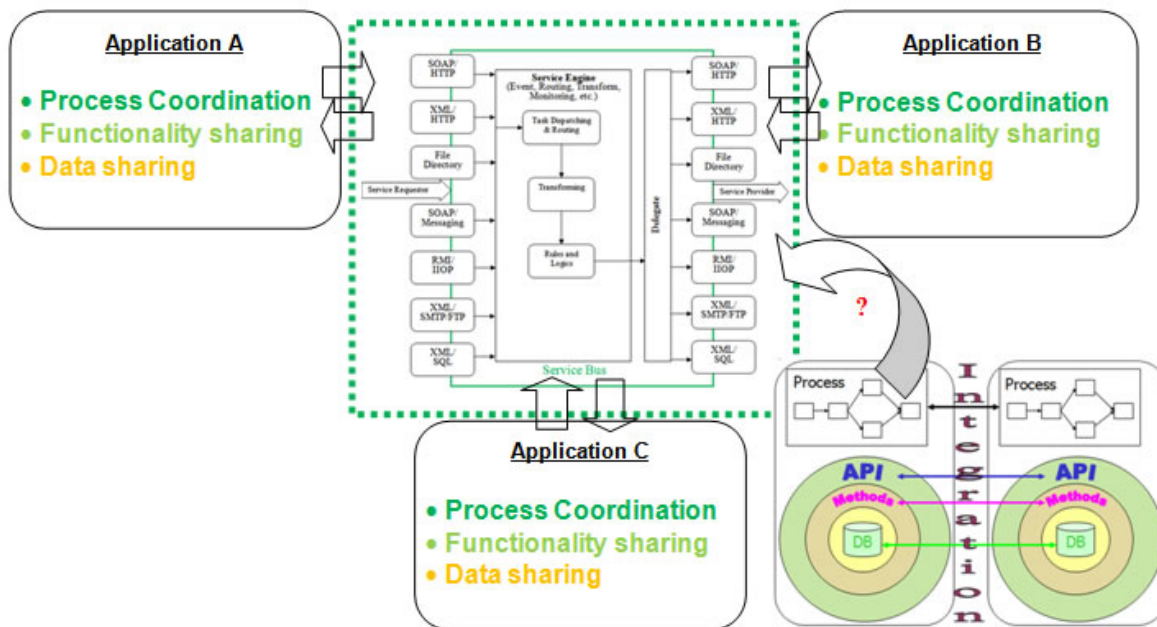 Application A
• Process Coordination
• Functionality sharing
• Data sharing
SOAP/
HTTP
XML/
HTTP
File
Directory
Service Requester
SOAP/
Messaging
RMI/
IIOP
XML/
SMTP/FTP
XML/
SQL
Service Engine
(Event, Routing, Transform,
Monitoring, etc.)
Task Dispatching
& Routing
Transforming
Rules and
Logics
Delegate
SOAP/
HTTP
XML/
HTTP
File
Directory
Service Provider
SOAP/
Messaging
RMI/
IIOP
XML/
SMTP/FTP
XML/
SQL
Service Bus
Application B
• Process Coordination
• Functionality sharing
• Data sharing
Application C
• Process Coordination
• Functionality sharing
• Data sharing
?
Process
API
Methods
DB
Integration
Process
API
Methods
DB